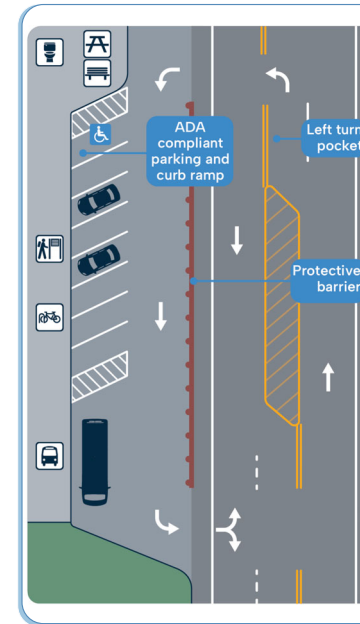 ADA
compliant
parking and
curb ramp
Left turn
pocket
Protective
barrier